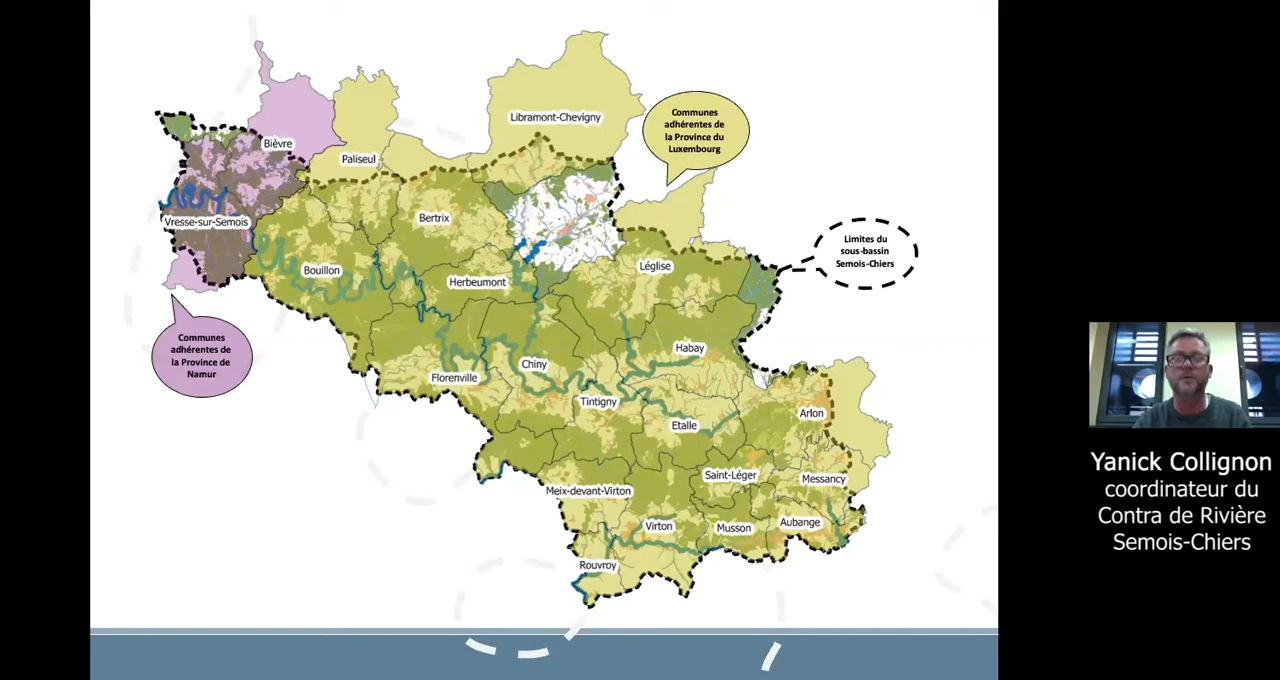 Libramont-Chevigny
Communes
adhérentes de
la Province du
Luxembourg
Bièvre
Paliseul
Vresse-sur-Semois
Bertrix
Limites du
sous-bassin
Semois-Chiers
Bouillon
Léglise
Herbeumont
Communes
adhérentes de
la Province de
Namur
Habay
Chiny
Florenville
Tintigny
Arlon
Etalle
Saint-Léger
Messancy
Meix-devant-Virton
Virton
Musson
Aubange
Rouvroy
Yanick Collignon
coordinateur du
Contra de Rivière
Semois-Chiers